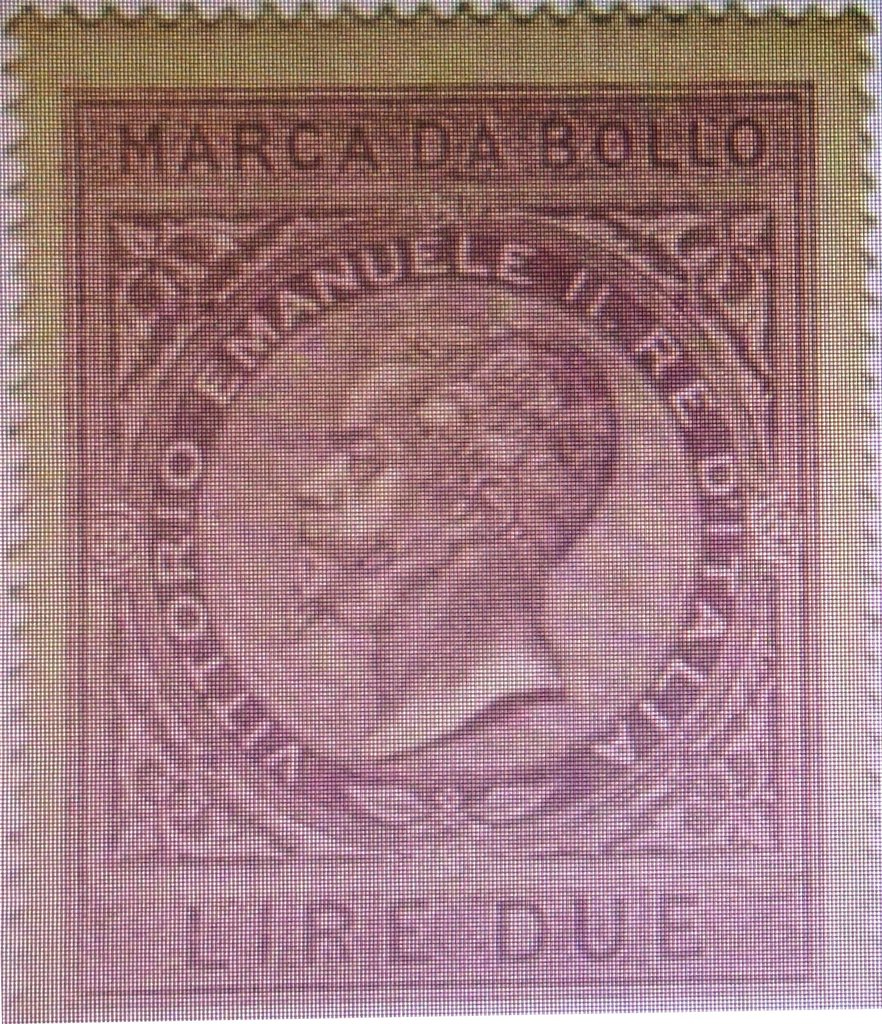 MARCA DA BOLLO
VITTORIO EMANUELE II. RE D'ITALIA
LIRE DUE